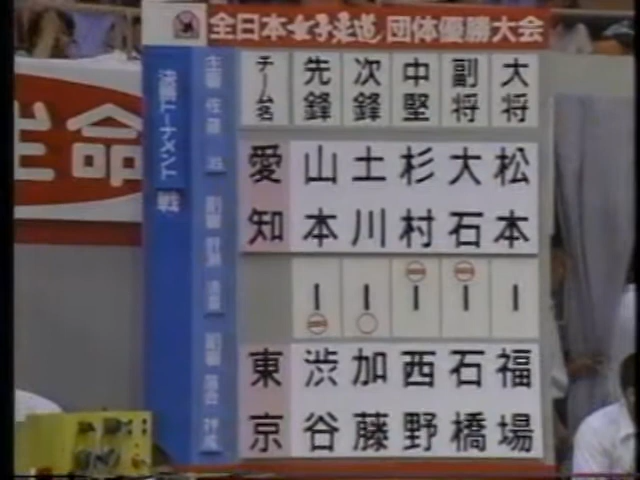 全日本女子柔道団体優勝大会
決勝トーナメント 戦
チーム名 先鋒 次鋒 中堅 副将 大将
愛知 山本 土川 杉村 大石 松本
東京 渋谷 加藤 西野 石橋 福場
生命